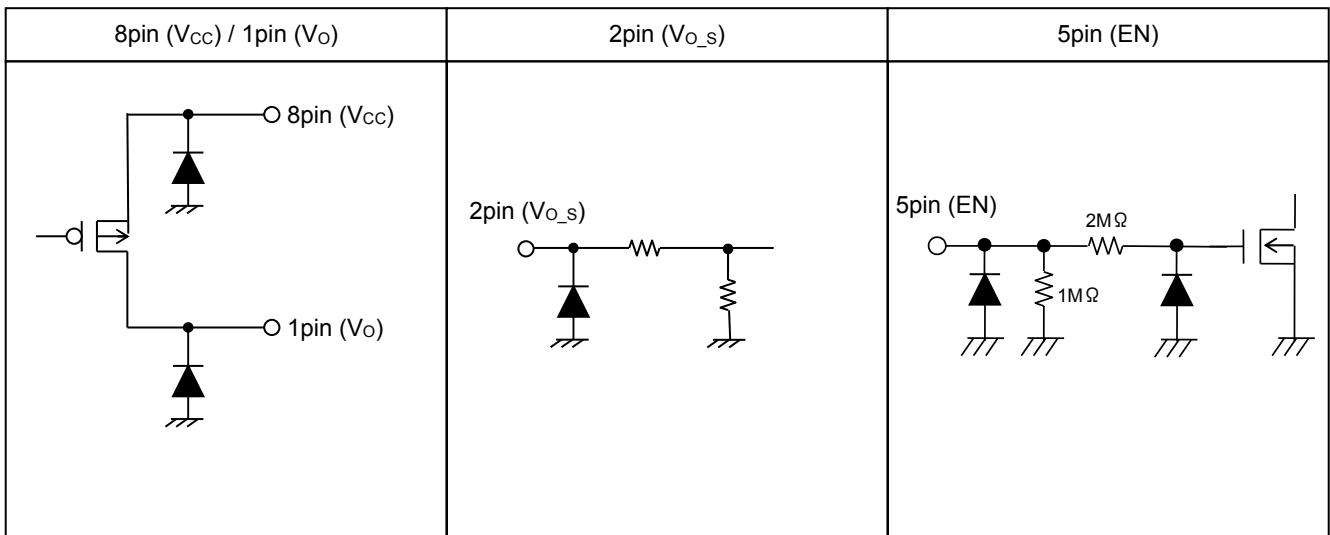 8pin (VCC) / 1pin (VO)
2pin (VO_S)
5pin (EN)
8pin (VCC)
1pin (VO)
2pin (VO_S)
5pin (EN)
2MΩ
1MΩ